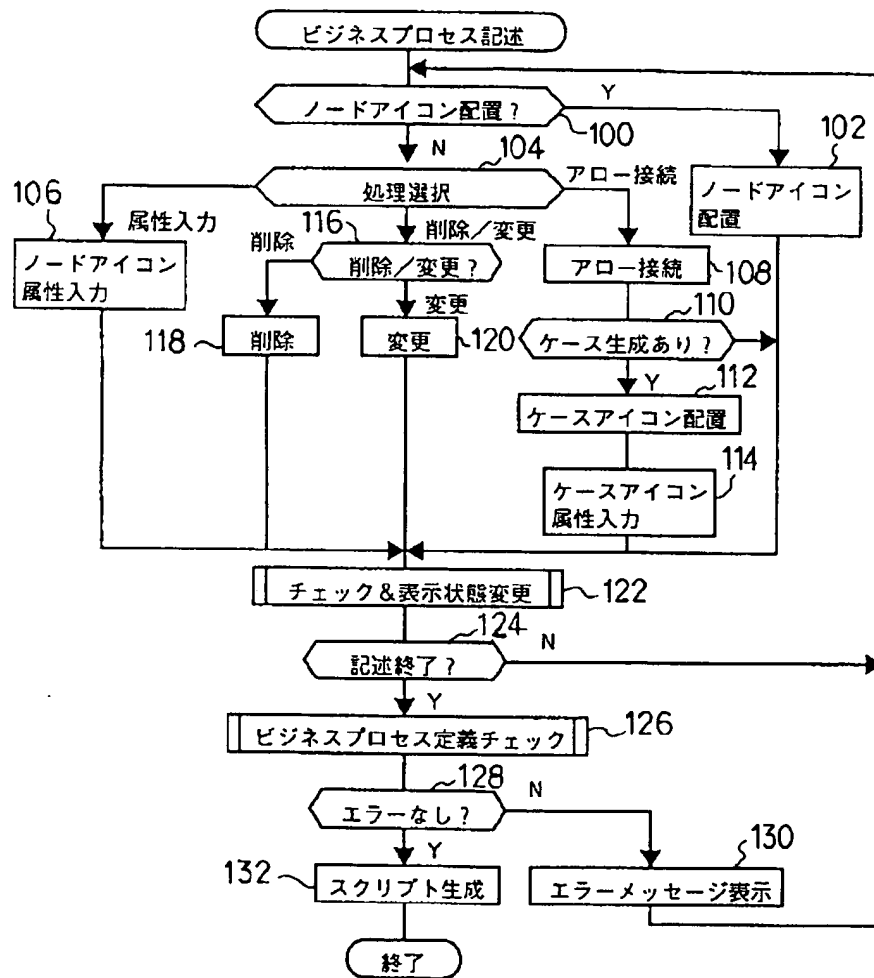 ビジネスプロセス記述
ノードアイコン配置?
Y
100
N
104
102
アロー接続
処理選択
ノードアイコン
配置
106
属性入力
116
削除
削除/変更
ノードアイコン
属性入力
削除/変更?
アロー接続
108
変更
110
118
削除
変更
120
ケース生成あり?
Y
112
ケースアイコン配置
114
ケースアイコン
属性入力
チェック&表示状態変更
122
124
N
記述終了?
Y
ビジネスプロセス定義チェック
126
128
N
エラーなし?
Y
130
132
スクリプト生成
エラーメッセージ表示
終了